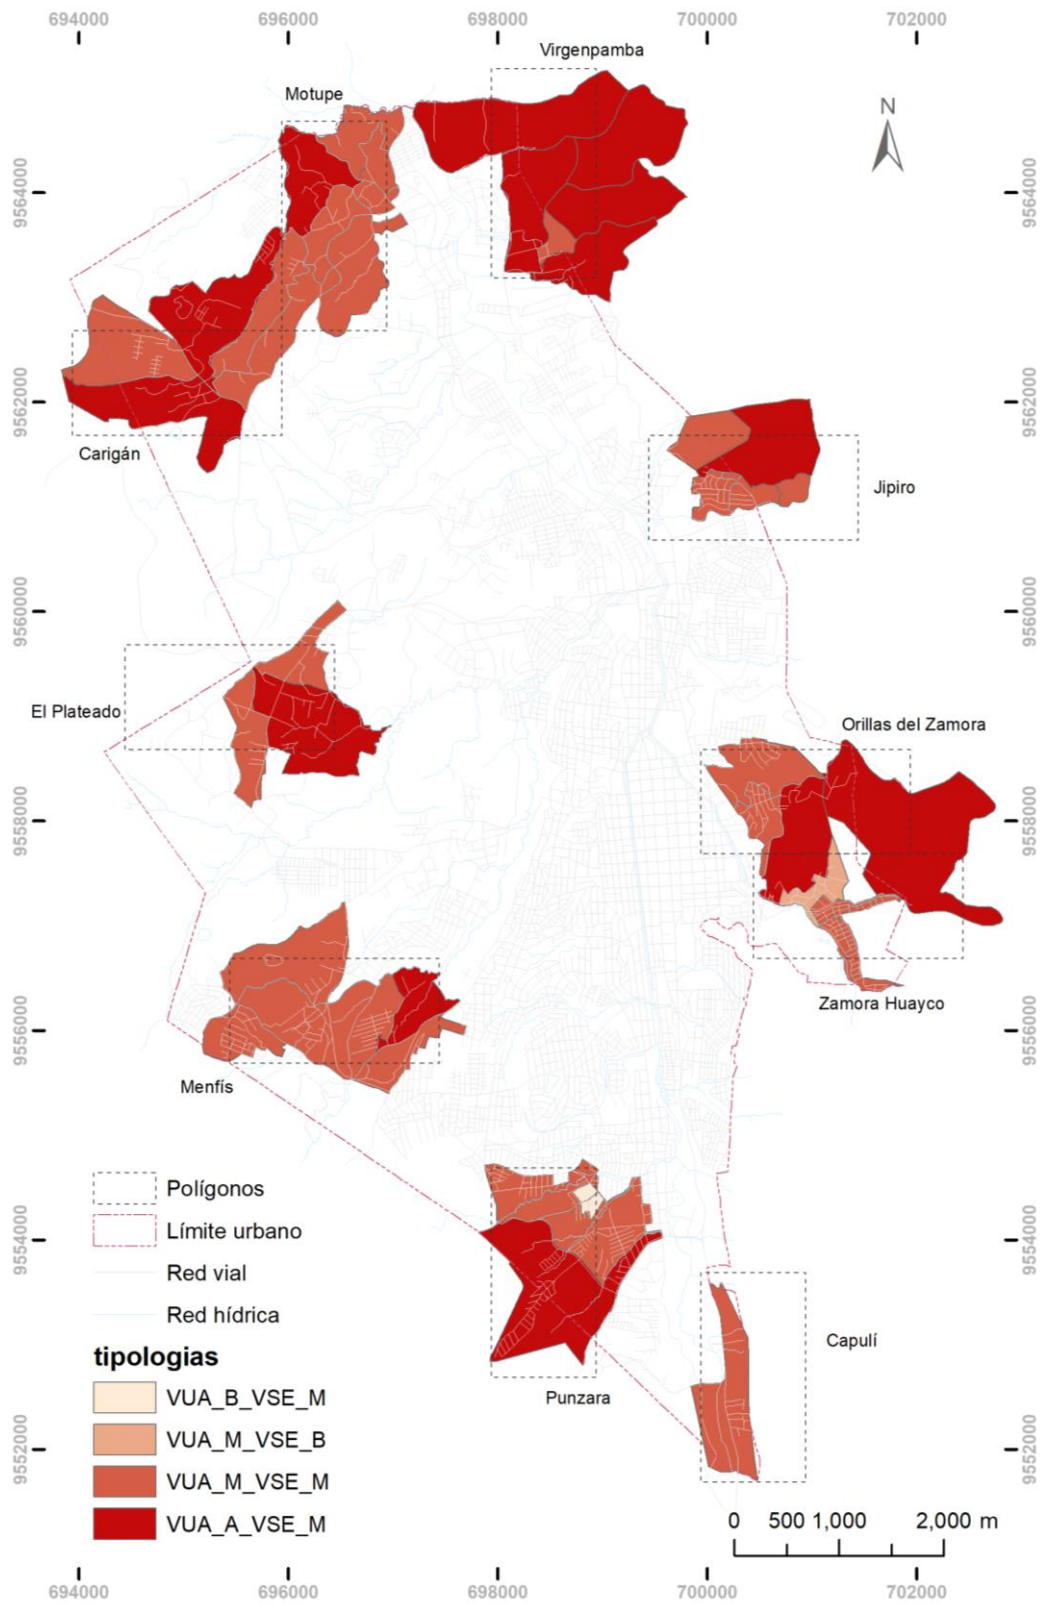 694000
696000
698000
700000
702000
Virgenpamba
Motupe
N
9564000
9564000
9562000
9562000
Carigán
Jipiro
9560000
9560000
El Plateado
Orillas del Zamora
9558000
9558000
Zamora Huayco
9556000
9556000
Menfís
Polígonos
Límite urbano
9554000
9554000
Red vial
Red hídrica
Capulí
tipologias
VUA_B_VSE_M
Punzara
VUA_M_VSE_B
9552000
9552000
VUA_M_VSE_M
VUA_A_VSE_M
0 500 1,000 2,000 m
694000
696000
698000
700000
702000